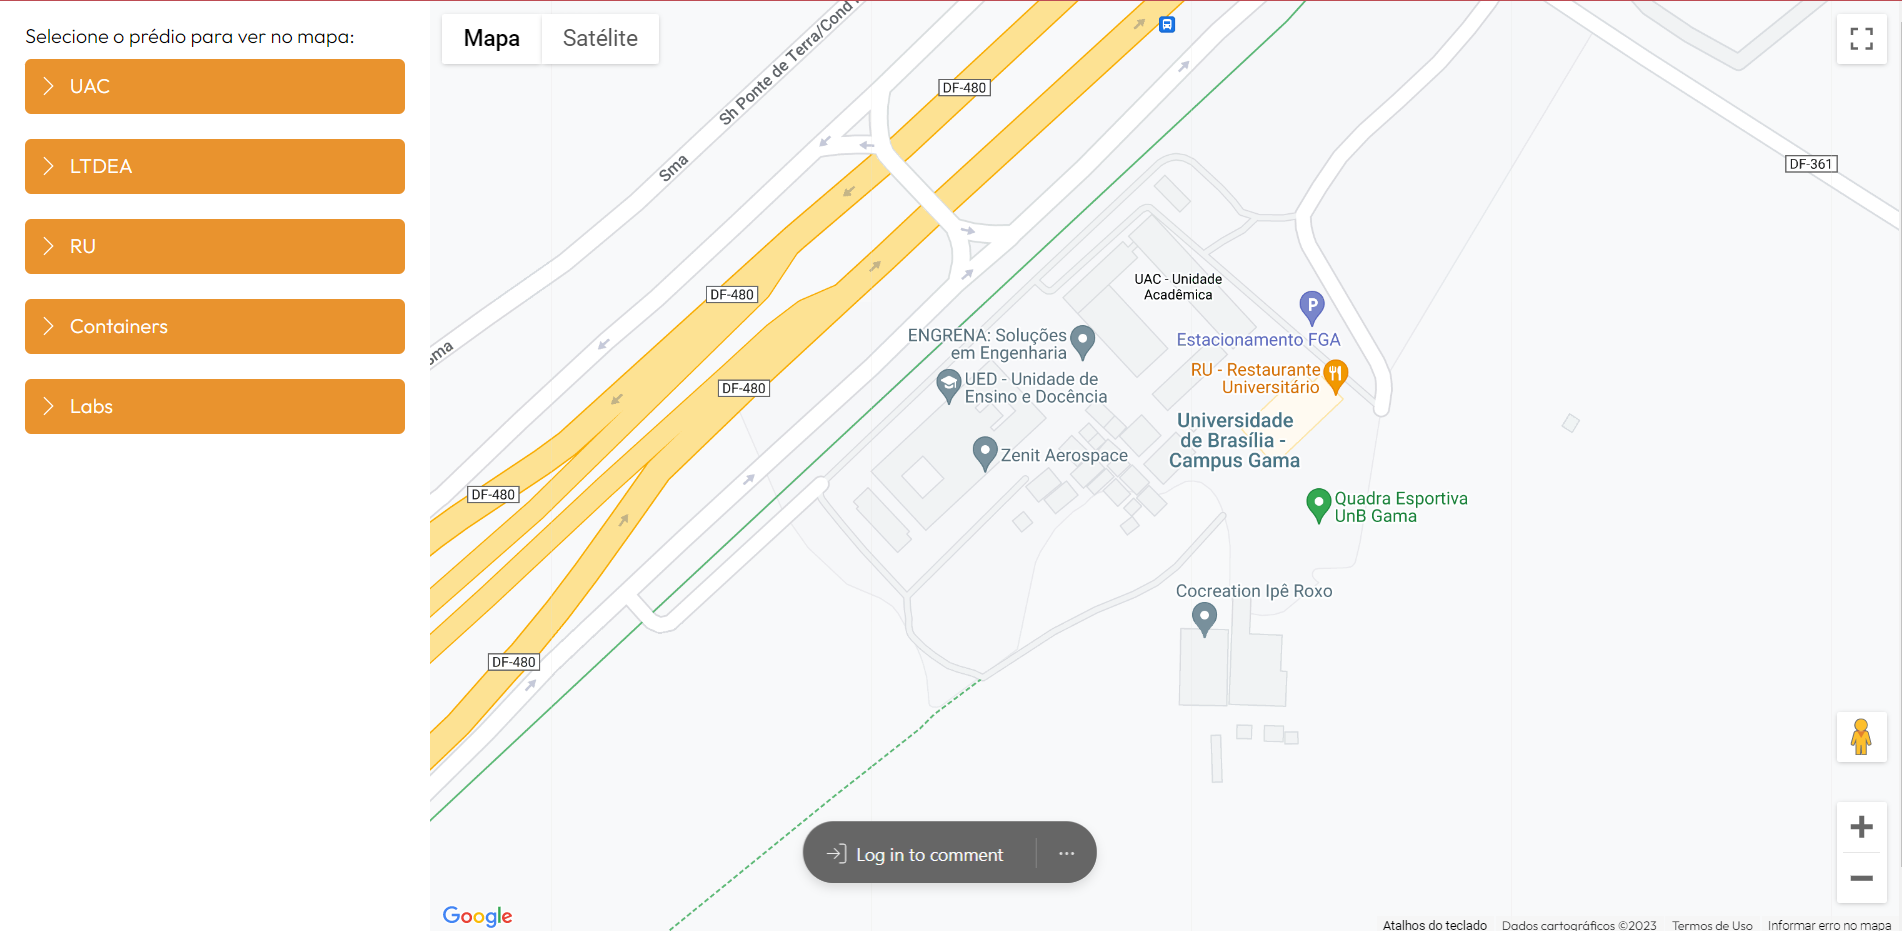 Selecione o prédio para ver no mapa:
UAC
LTDEA
RU
Containers
Labs
Mapa
Satélite
Sh Ponte de Terra/Cond
DF-480
Sma
DF-361
UAC - Unidade
Acadêmica
DF-480
P
ENGRENA: Soluções
em Engenharia
Estacionamento FGA
Sma
RU - Restaurante
Universitário
UED - Unidade de
Ensino e Docência
DF-480
Universidade
de Brasília -
Campus Gama
Zenit Aerospace
DF-480
Quadra Esportiva
UnB Gama
Cocreation Ipê Roxo
DF-480
Log in to comment
Google
Atalhos do teclado
Dados cartográficos ©2023
Termos de Uso
Informar erro no mapa